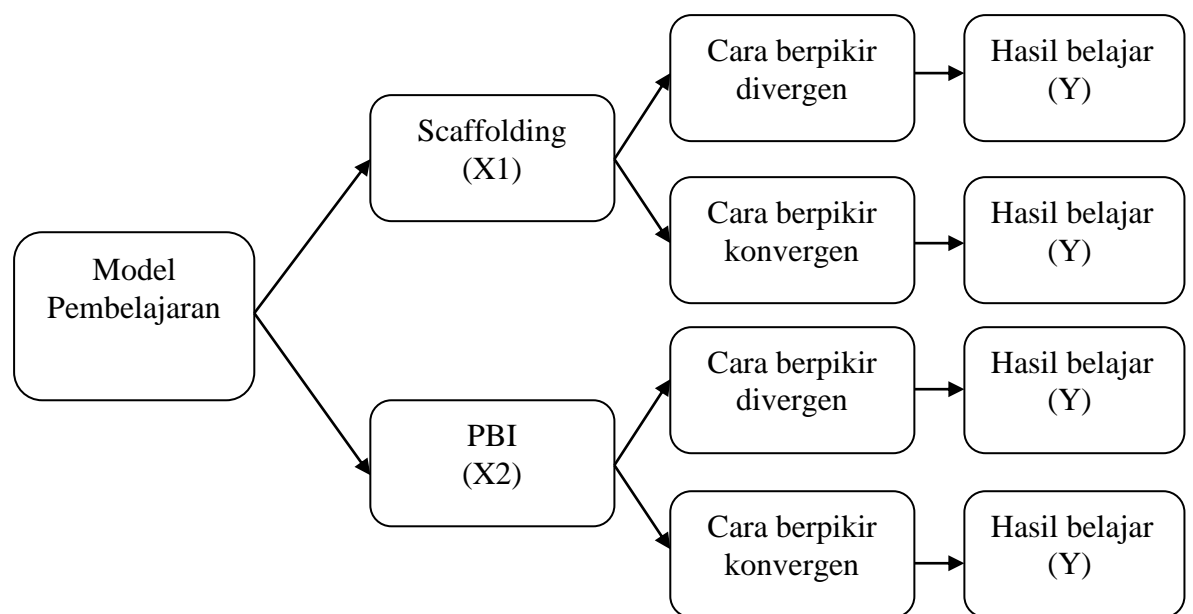 Model
Pembelajaran
Scaffolding
(X1)
PBI
(X2)
Cara berpikir
divergen
Hasil belajar
(Y)
Cara berpikir
konvergen
Hasil belajar
(Y)
Cara berpikir
divergen
Hasil belajar
(Y)
Cara berpikir
konvergen
Hasil belajar
(Y)